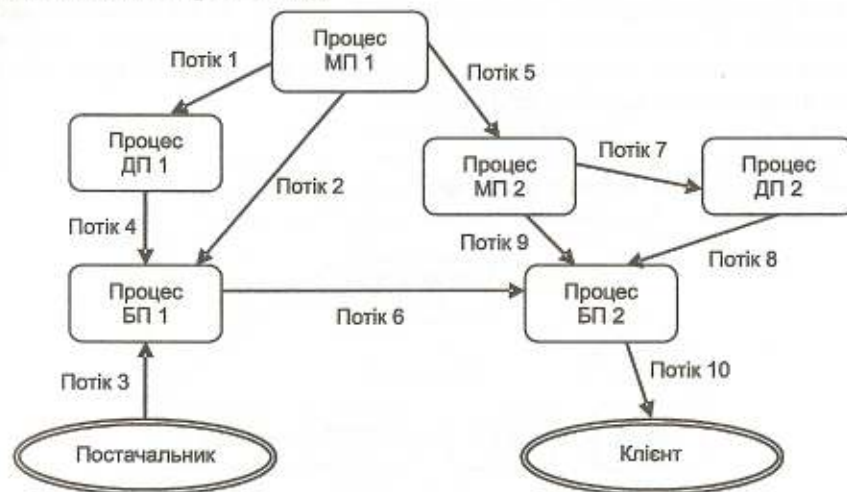 Процес
МП 1
Потік 1
Потік 5
Процес
ДП 1
Потік 2
Процес
МП 2
Потік 7
Процес
ДП 2
Потік 4
Потік 9
Потік 8
Процес
БП 1
Потік 6
Процес
БП 2
Потік 3
Потік 10
Постачальник
Клієнт